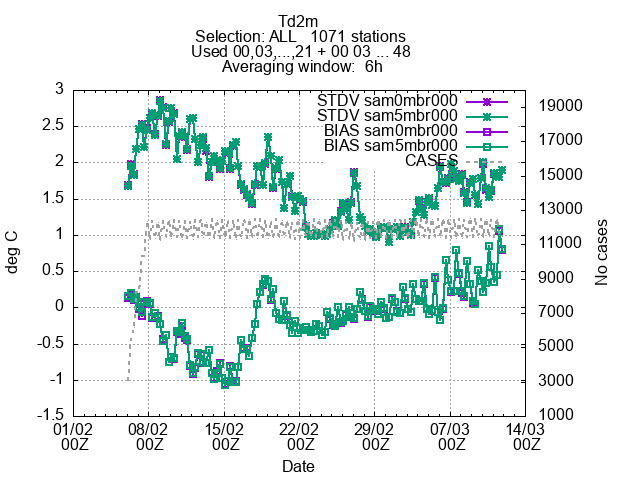 Td2m
Selection: ALL   1071 stations
Used 00,03,...,21 + 00 03 ... 48
Averaging window:  6h
STDV sam0mbr000
STDV sam5mbr000
BIAS sam0mbr000
BIAS sam5mbr000
CASES
3
2.5
2
1.5
1
0.5
0
-0.5
-1
-1.5
deg C
19000
17000
15000
13000
11000
9000
7000
5000
3000
1000
No cases
01/02 08/02 15/02 22/02 29/02 07/03 14/03
00Z 00Z 00Z 00Z 00Z 00Z 00Z
Date